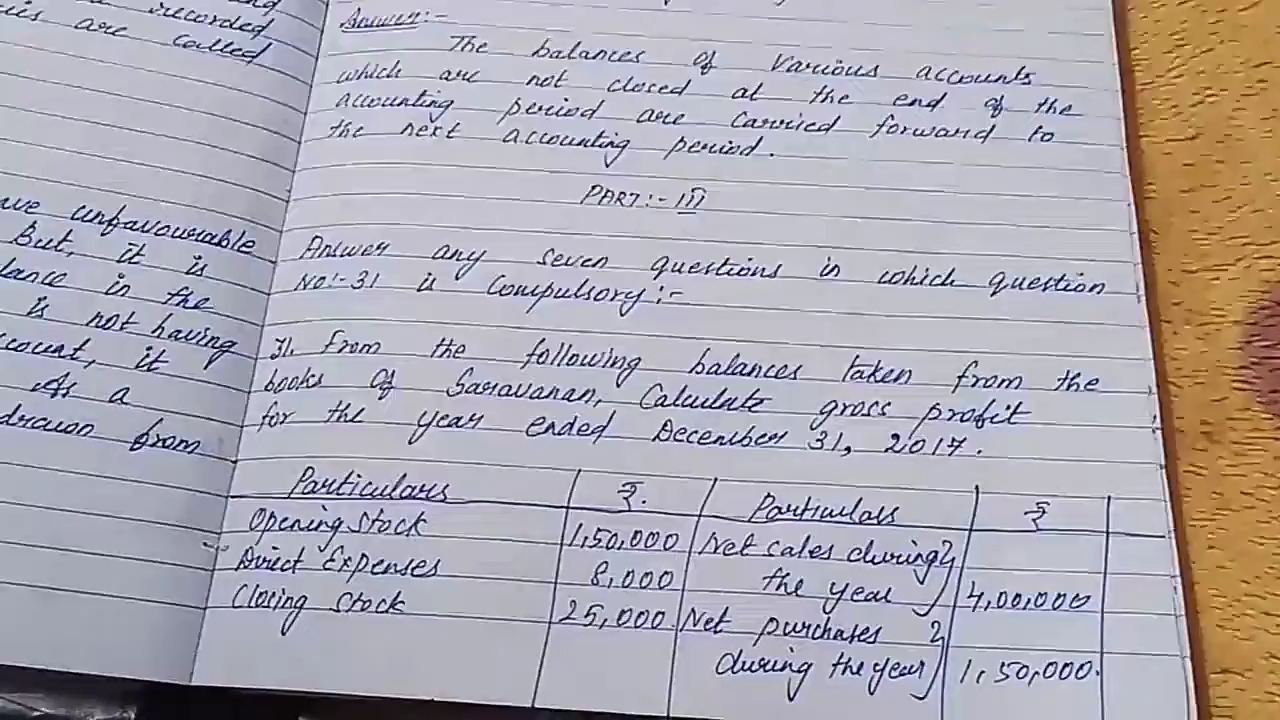 recorded
are called
ve unfavourable
But, it is
in the
is not having
it
As a
drawn from
Answer:-
The balances of various accounts
which are not closed at the end of the
accounting period are carried forward to
the next accounting period.
PART:- III
Answer any seven questions in which question
No:-31 is Compulsory:-
31. From the following balances taken from the
books of Saravanan, Calculate gross profit
for the year ended December 31, 2017.
Particulars ₹. Particulars ₹
Opening Stock 1,50,000 Net sales during
Direct Expenses 8,000 the year } 4,00,000
Closing Stock 25,000 Net purchases
during the year } 1,50,000.